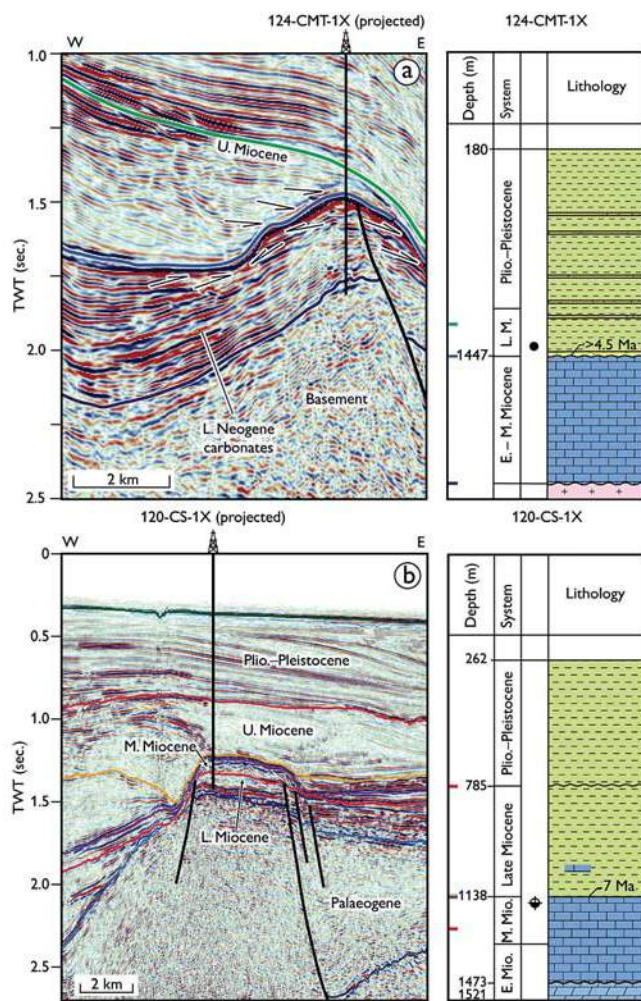 124-CMT-1X (projected)
W
E
a
1.0
1.5
2.0
2.5
TWT (sec.)
U. Miocene
Basement
L. Neogene
carbonates
2 km
124-CMT-1X
Depth (m)
System
Lithology
180
Plio.–Pleistocene
L. M.
>4.5 Ma
1447
E. – M. Miocene
120-CS-1X (projected)
W
E
b
0
0.5
1.0
1.5
2.0
2.5
TWT (sec.)
Plio.–Pleistocene
U. Miocene
M. Miocene
L. Miocene
Palaeogene
2 km
120-CS-1X
Depth (m)
System
Lithology
262
Plio.–Pleistocene
785
Late Miocene
7 Ma
1138
M. Mio.
E. Mio.
1473
1521